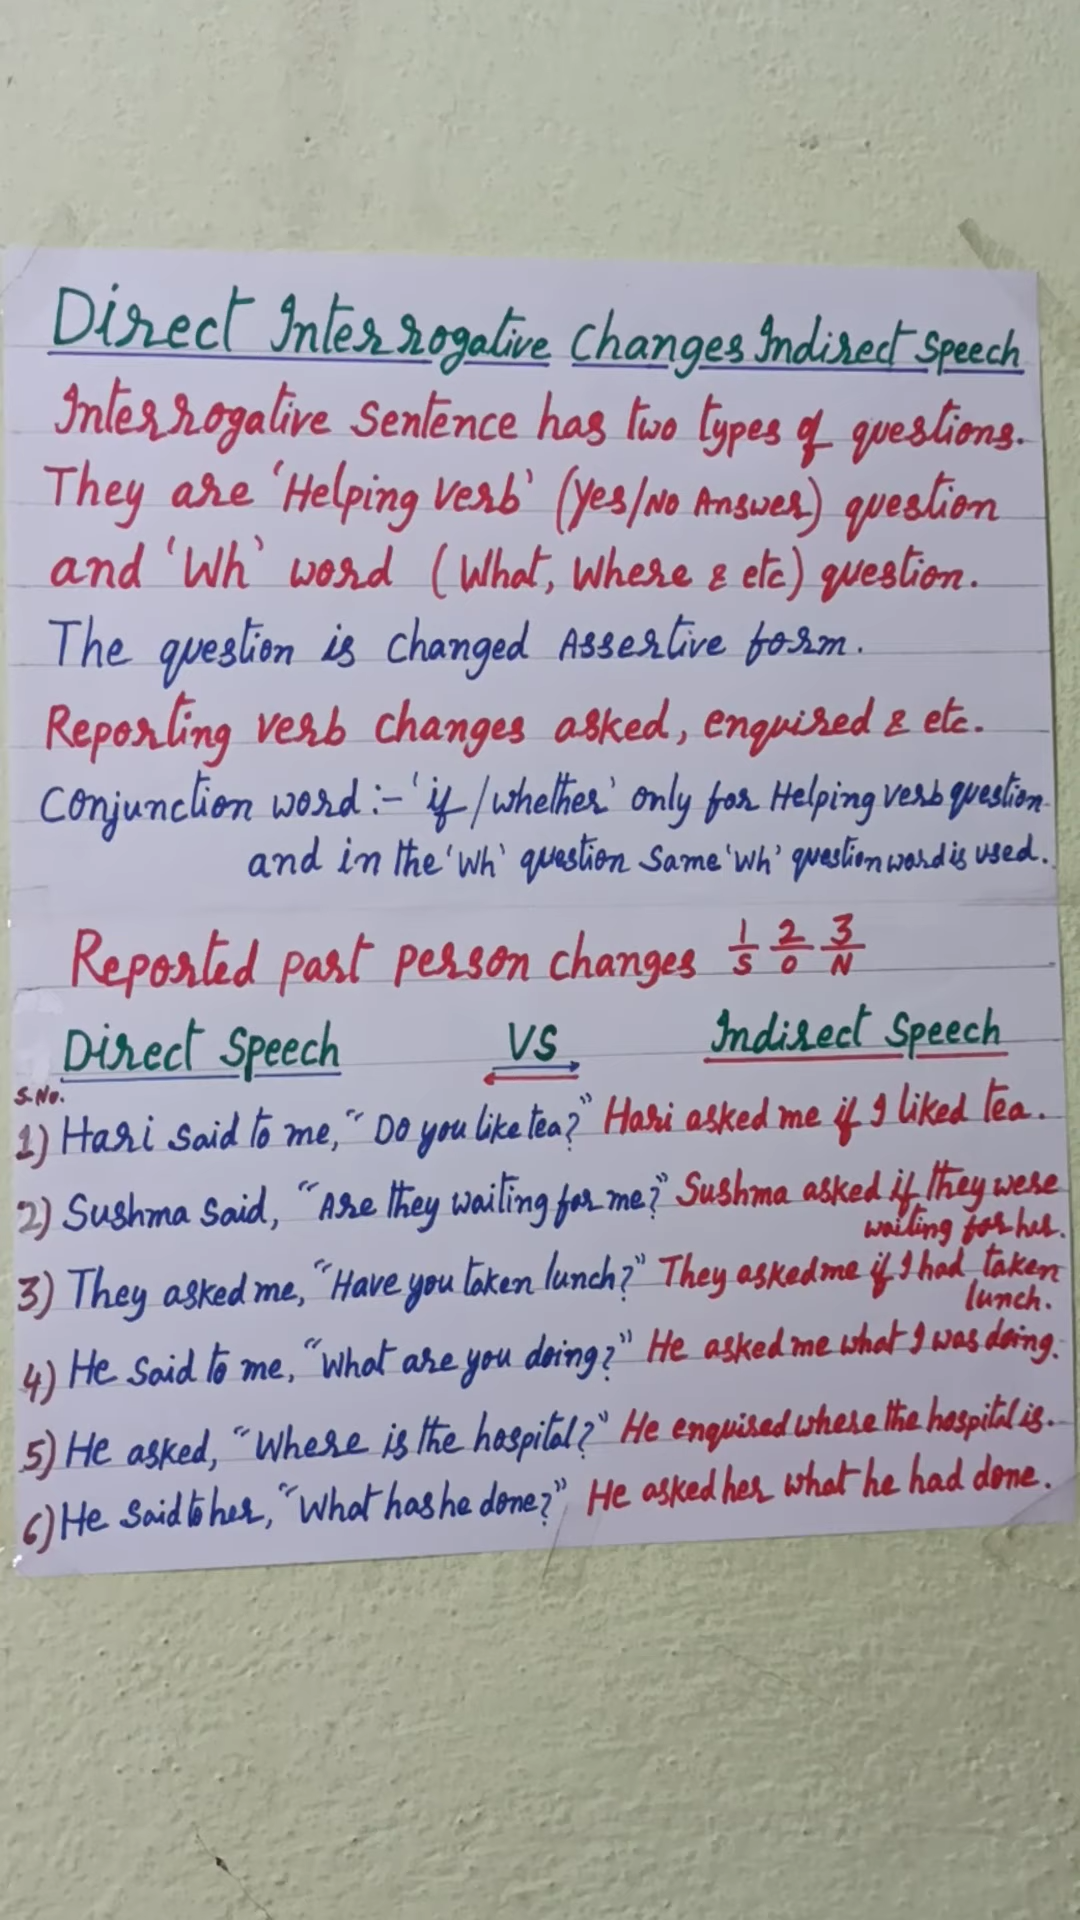 Direct Interrogative Changes Indirect Speech
Interrogative Sentence has two types of questions.
They are 'Helping Verb' (Yes/No Answer) question
and 'Wh' word (What, Where & etc) question.
The question is changed Assertive form.
Reporting verb changes asked, enquired & etc.
Conjunction word :- 'if/whether' only for Helping verb question
and in the 'Wh' question same 'Wh' question word is used.
Reported part person changes 1/S 2/O 3/N
Direct Speech VS Indirect Speech
S.No.
1) Hari said to me, "Do you like tea?" Hari asked me if I liked tea.
2) Sushma said, "Are they waiting for me?" Sushma asked if they were
waiting for her.
3) They asked me, "Have you taken lunch?" They asked me if I had taken
lunch.
4) He said to me, "What are you doing?" He asked me what I was doing.
5) He asked, "Where is the hospital?" He enquired where the hospital is.
6) He said to her, "What has he done?" He asked her what he had done.